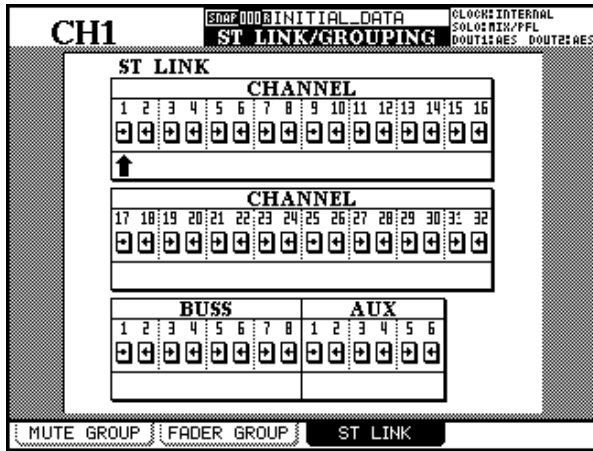 CH1
SNAP 000 R INITIAL_DATA
ST LINK/GROUPING
CLOCK:INTERNAL
SOLO:MIX/PFL
DOUT1:AES DOUT2:AES
ST LINK
CHANNEL
1 2 3 4 5 6 7 8 9 10 11 12 13 14 15 16
CHANNEL
17 18 19 20 21 22 23 24 25 26 27 28 29 30 31 32
BUSS AUX
1 2 3 4 5 6 7 8 1 2 3 4 5 6
MUTE GROUP FADER GROUP ST LINK